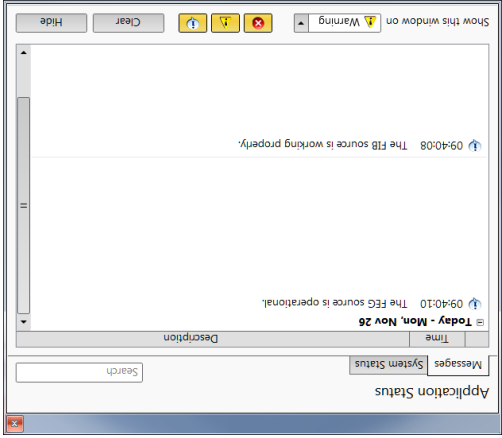 Application Status
Messages
System Status
Search
Time
Description
Today - Mon, Nov 26
09:40:10 The FEG source is operational.
09:40:08 The FIB source is working properly.
Show this window on
Warning
Clear
Hide